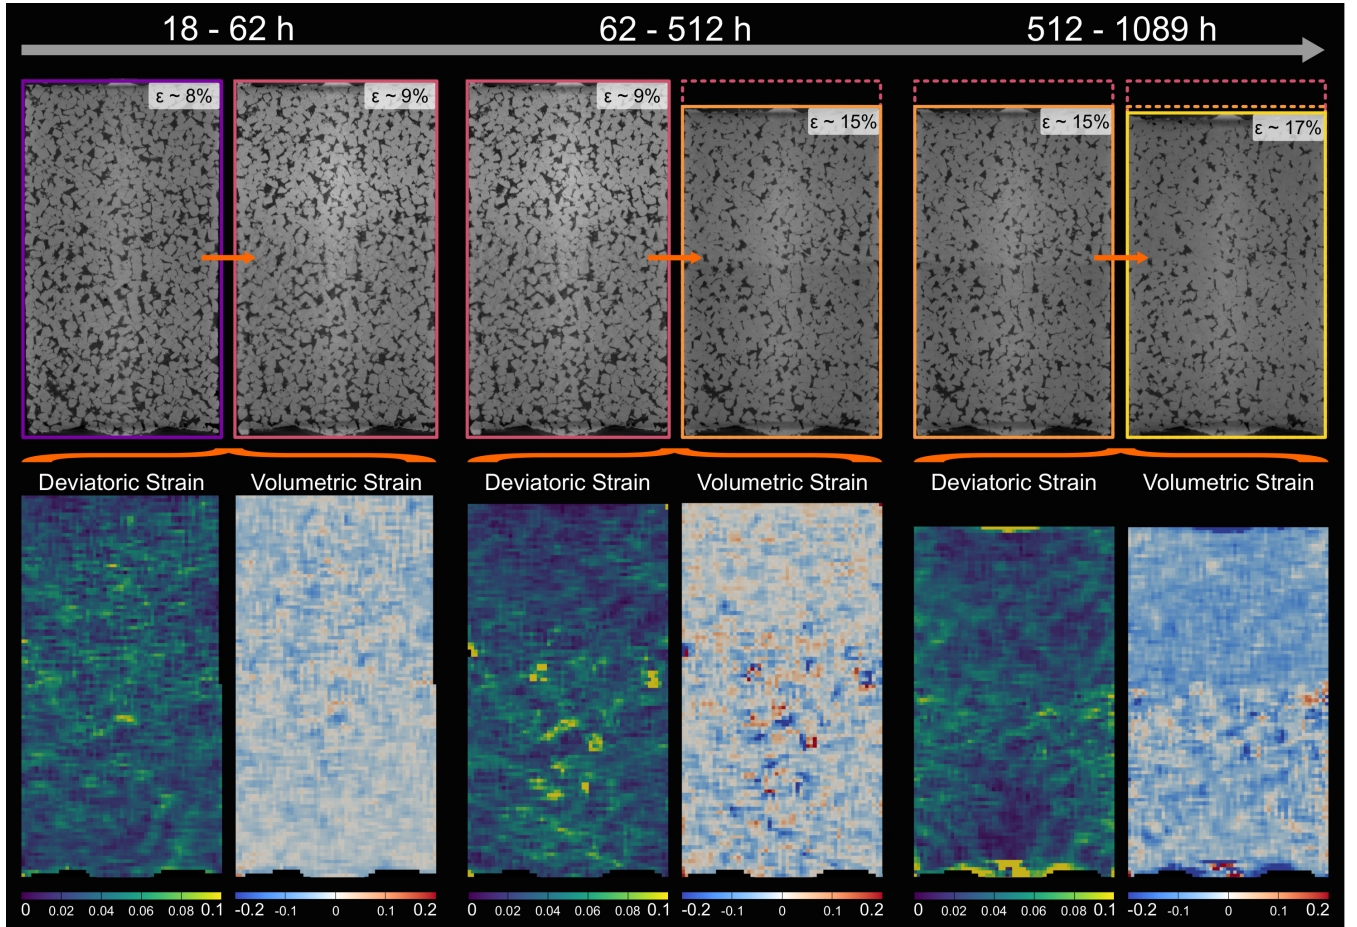 18 - 62 h
62 - 512 h
512 - 1089 h
ε ~ 8%
ε ~ 9%
ε ~ 9%
ε ~ 15%
ε ~ 15%
ε ~ 17%
Deviatoric Strain
Volumetric Strain
Deviatoric Strain
Volumetric Strain
Deviatoric Strain
Volumetric Strain
0 0.02 0.04 0.06 0.08 0.1
-0.2 -0.1 0 0.1 0.2
0 0.02 0.04 0.06 0.08 0.1
-0.2 -0.1 0 0.1 0.2
0 0.02 0.04 0.06 0.08 0.1
-0.2 -0.1 0 0.1 0.2